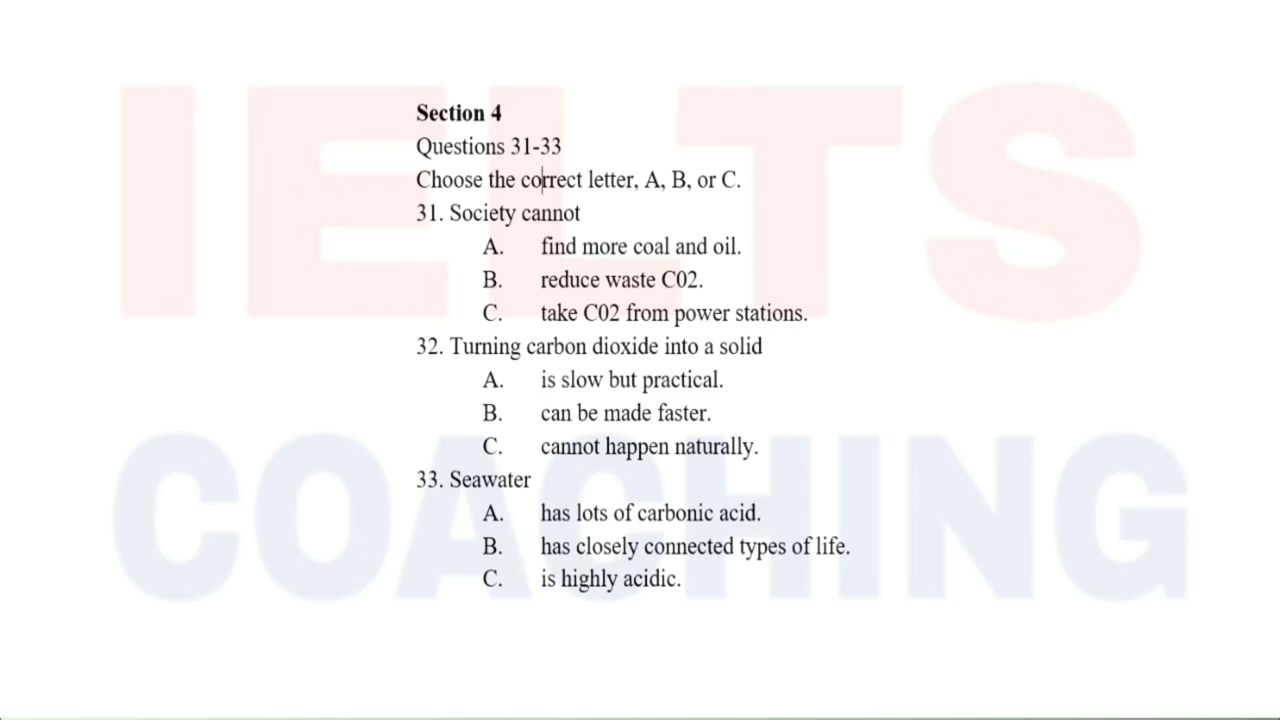 IELTS
COACHING
Section 4
Questions 31-33
Choose the correct letter, A, B, or C.
31. Society cannot
A. find more coal and oil.
B. reduce waste C02.
C. take C02 from power stations.
32. Turning carbon dioxide into a solid
A. is slow but practical.
B. can be made faster.
C. cannot happen naturally.
33. Seawater
A. has lots of carbonic acid.
B. has closely connected types of life.
C. is highly acidic.